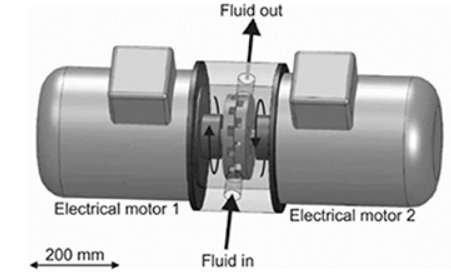 Fluid out
Electrical motor 1
Electrical motor 2
200 mm
Fluid in